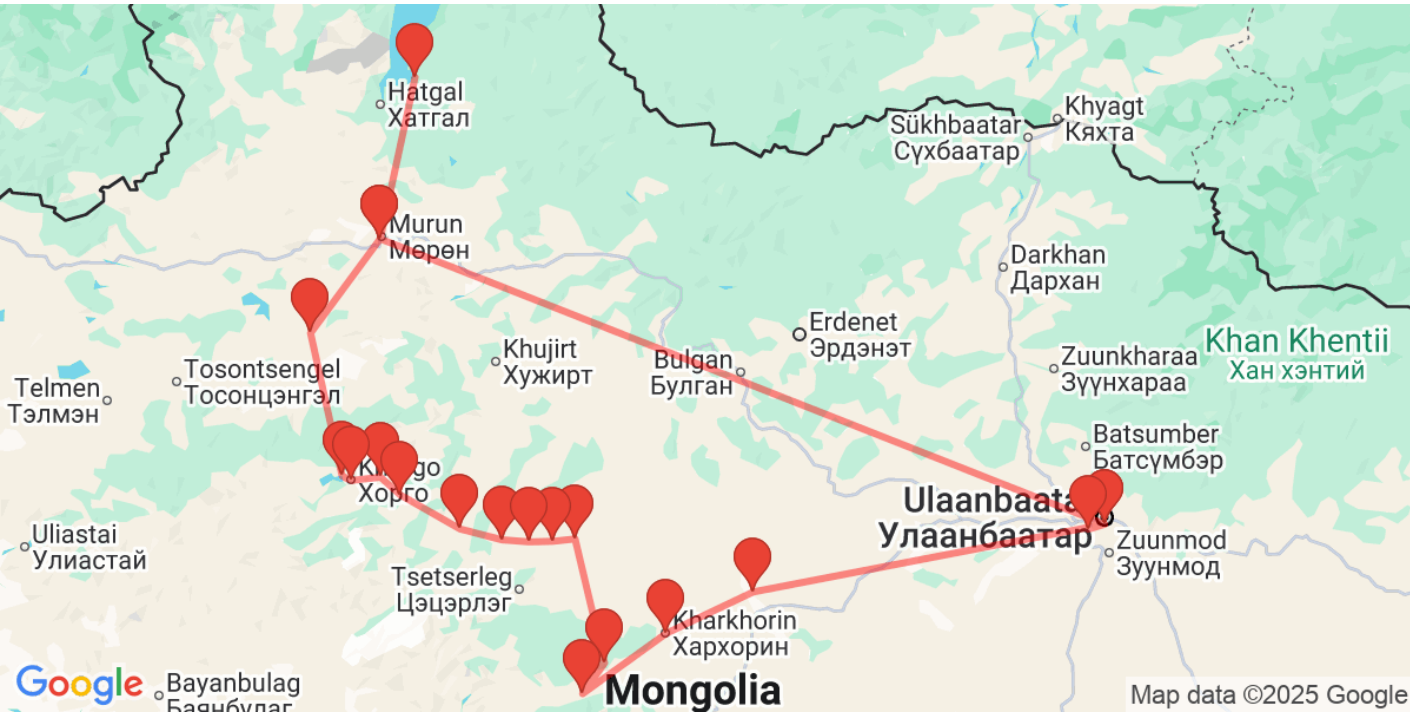 Hatgal
Хатгал
Khyagt
Кяхта
Sükhbaatar
Сүхбаатар
Murun
Мөрөн
Darkhan
Дархан
Erdenet
Эрдэнэт
Khan Khentii
Хан хэнтий
Khujirt
Хужирт
Bulgan
Булган
Zuunkharaa
Зүүнхараа
Tosontsengel
Тосонцэнгэл
Telmen
Тэлмэн
Batsumber
Батсүмбэр
Хорго
Ulaanbaata
Улаанбаатар
Uliastai
Улиастай
Zuunmod
Зуунмод
Tsetserleg
Цэцэрлэг
Kharkhorin
Хархорин
Mongolia
Google
Bayanbulag
Баянбулаг
Map data ©2025 Google